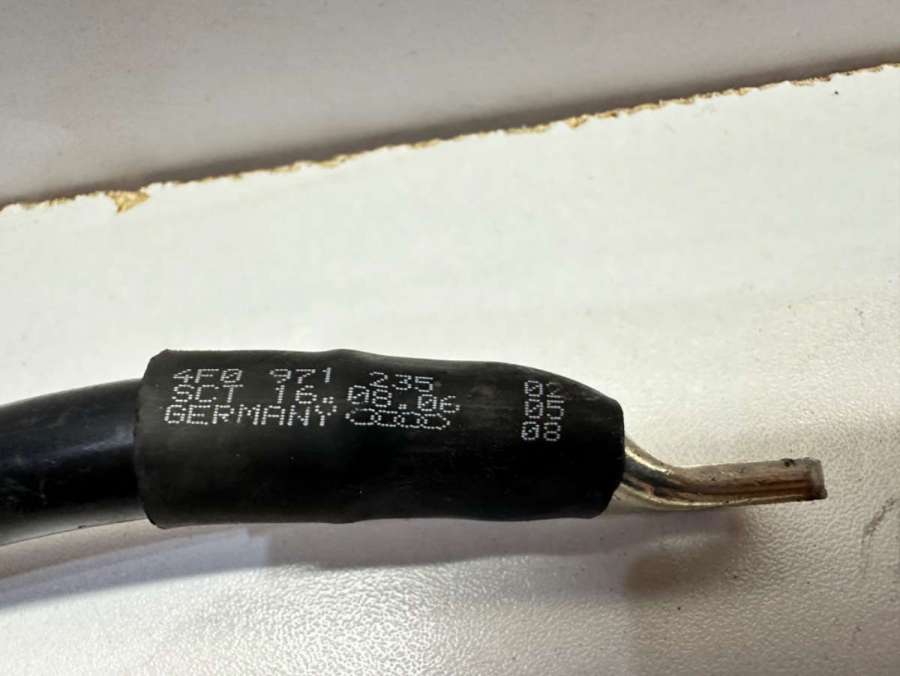 4F0 971 235
SCT 16.08.06
GERMANY
02
05
08